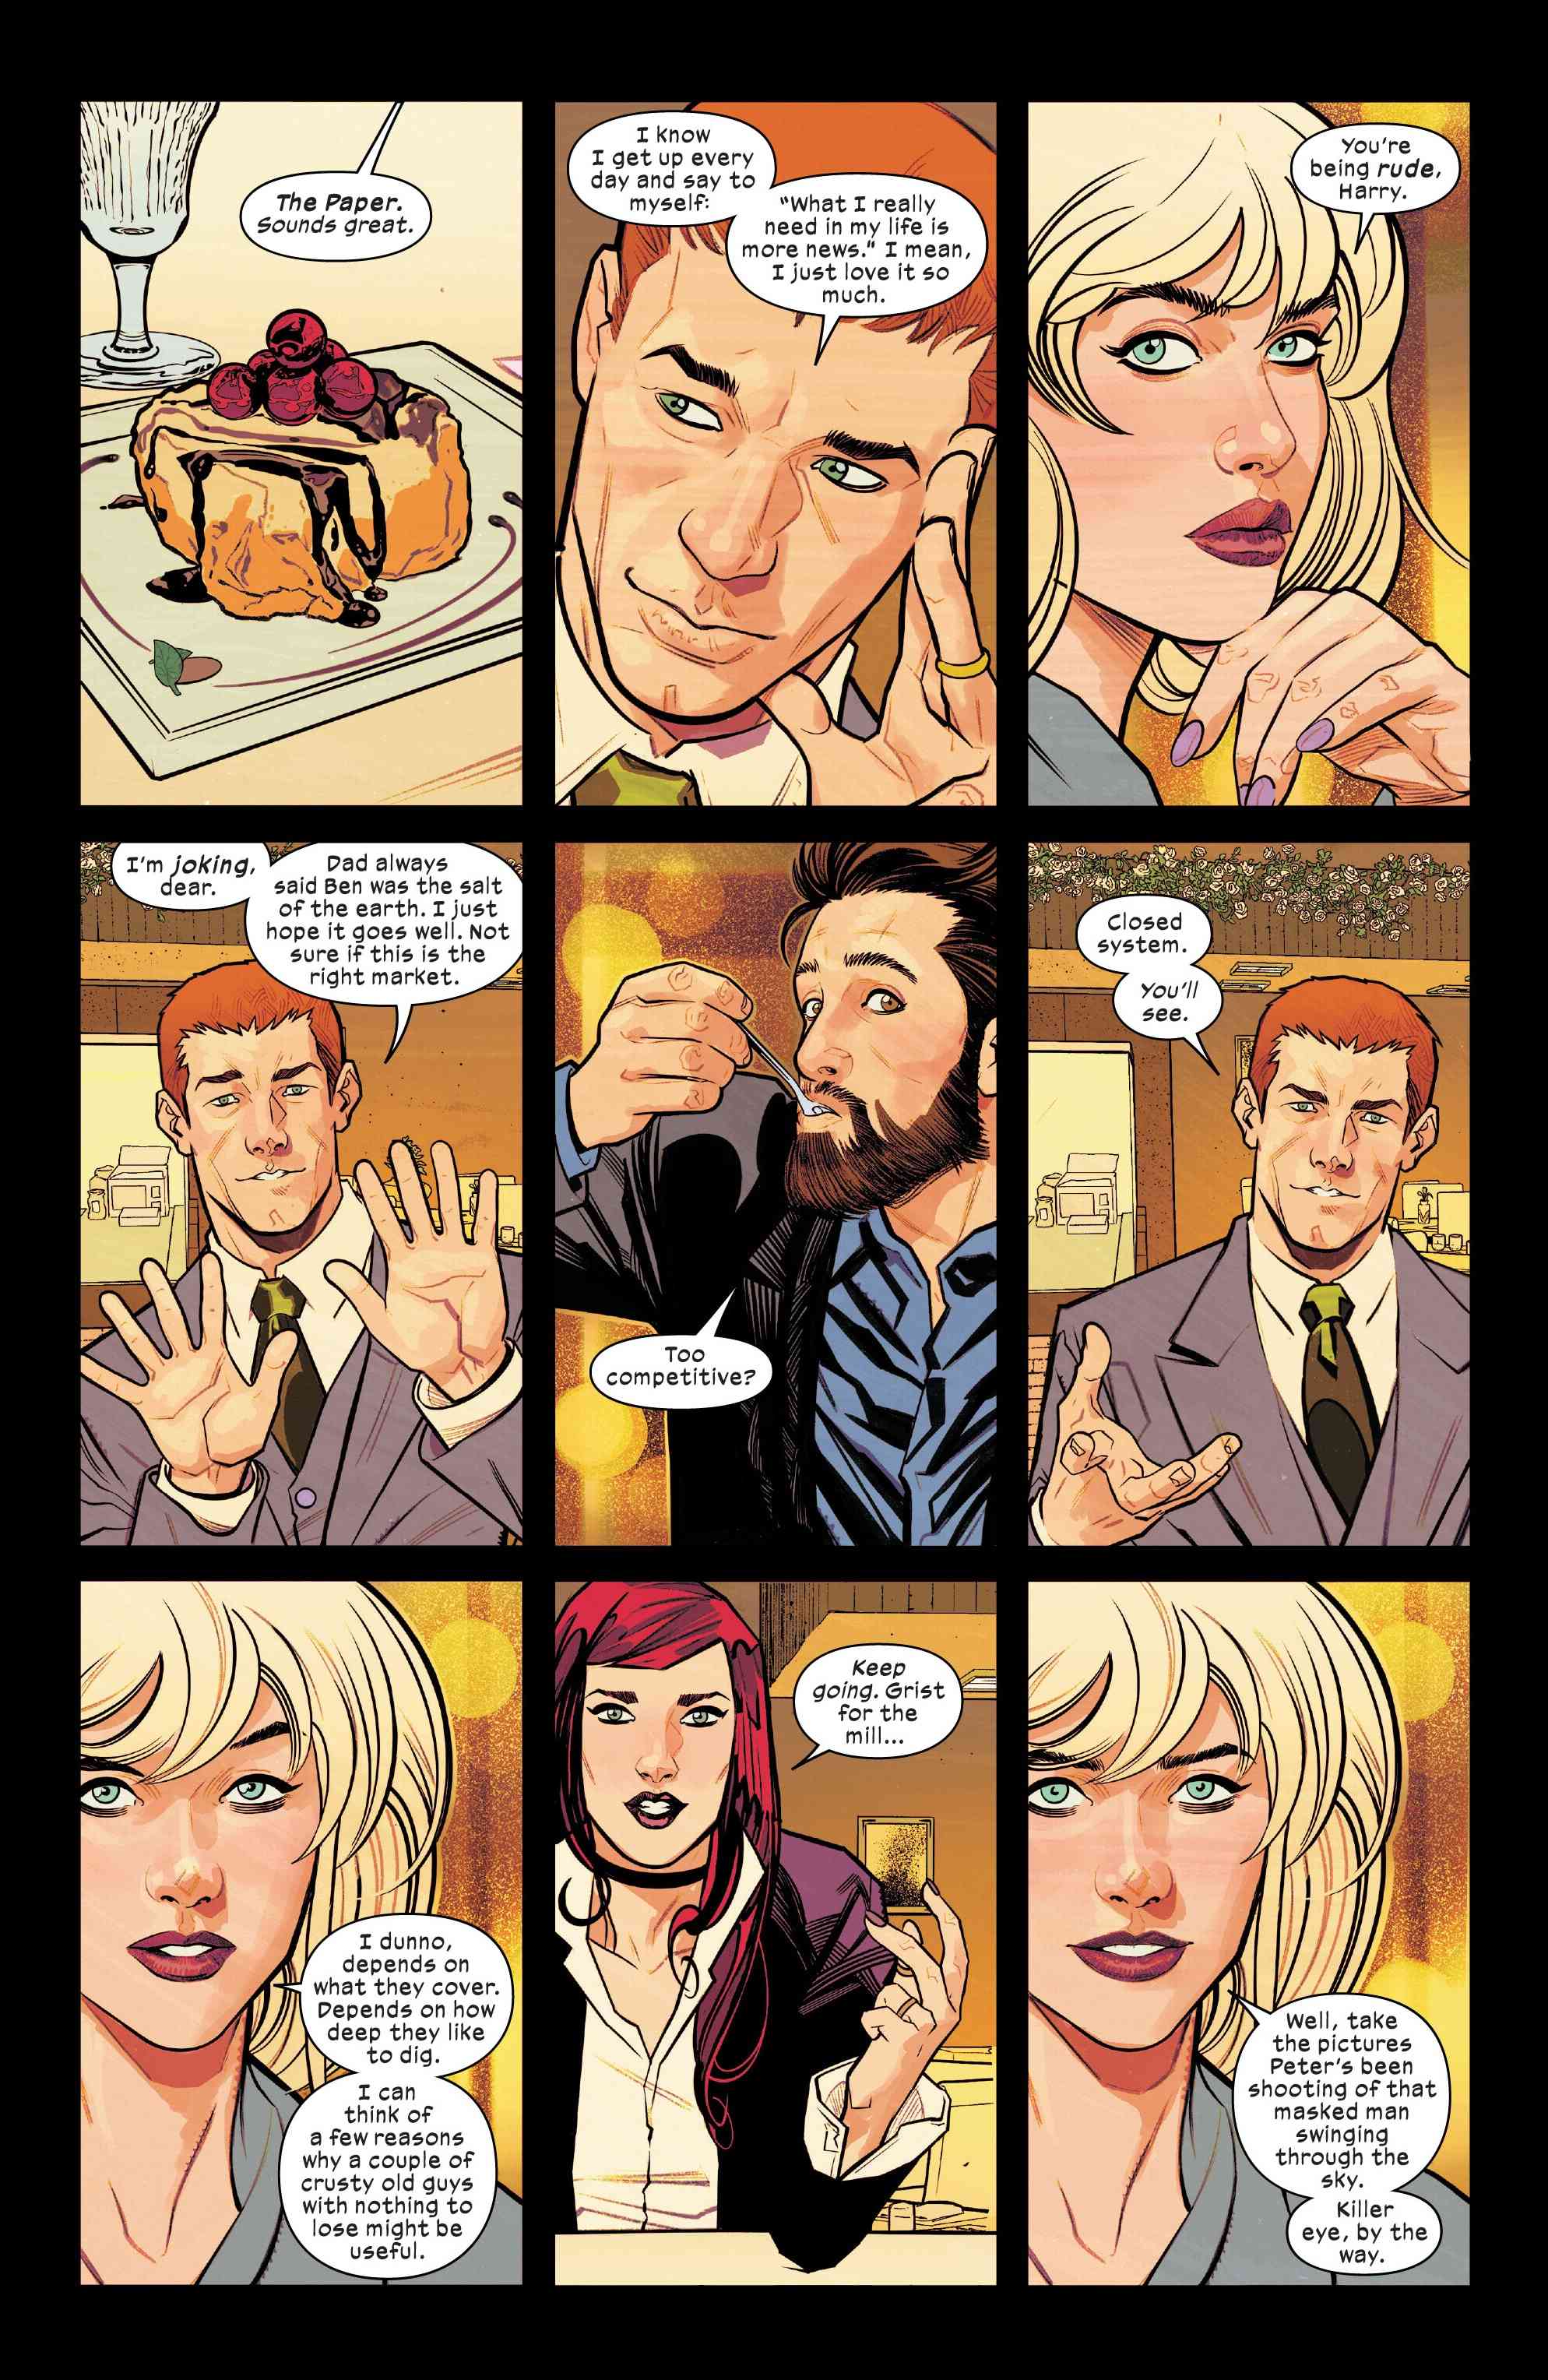 The Paper.
Sounds great.
I know
I get up every
day and say to
myself:
"What I really
need in my life is
more news." I mean,
I just love it so
much.
You're
being rude,
Harry.
I'm joking,
dear.
Dad always
said Ben was the salt
of the earth. I just
hope it goes well. Not
sure if this is the
right market.
Too
competitive?
Closed
system.
You'll
see.
I dunno,
depends on
what they cover.
Depends on how
deep they like
to dig.
I can
think of
a few reasons
why a couple of
crusty old guys
with nothing to
lose might be
useful.
Keep
going. Grist
for the
mill...
Well, take
the pictures
Peter's been
shooting of that
masked man
swinging
through the
sky.
Killer
eye, by the
way.